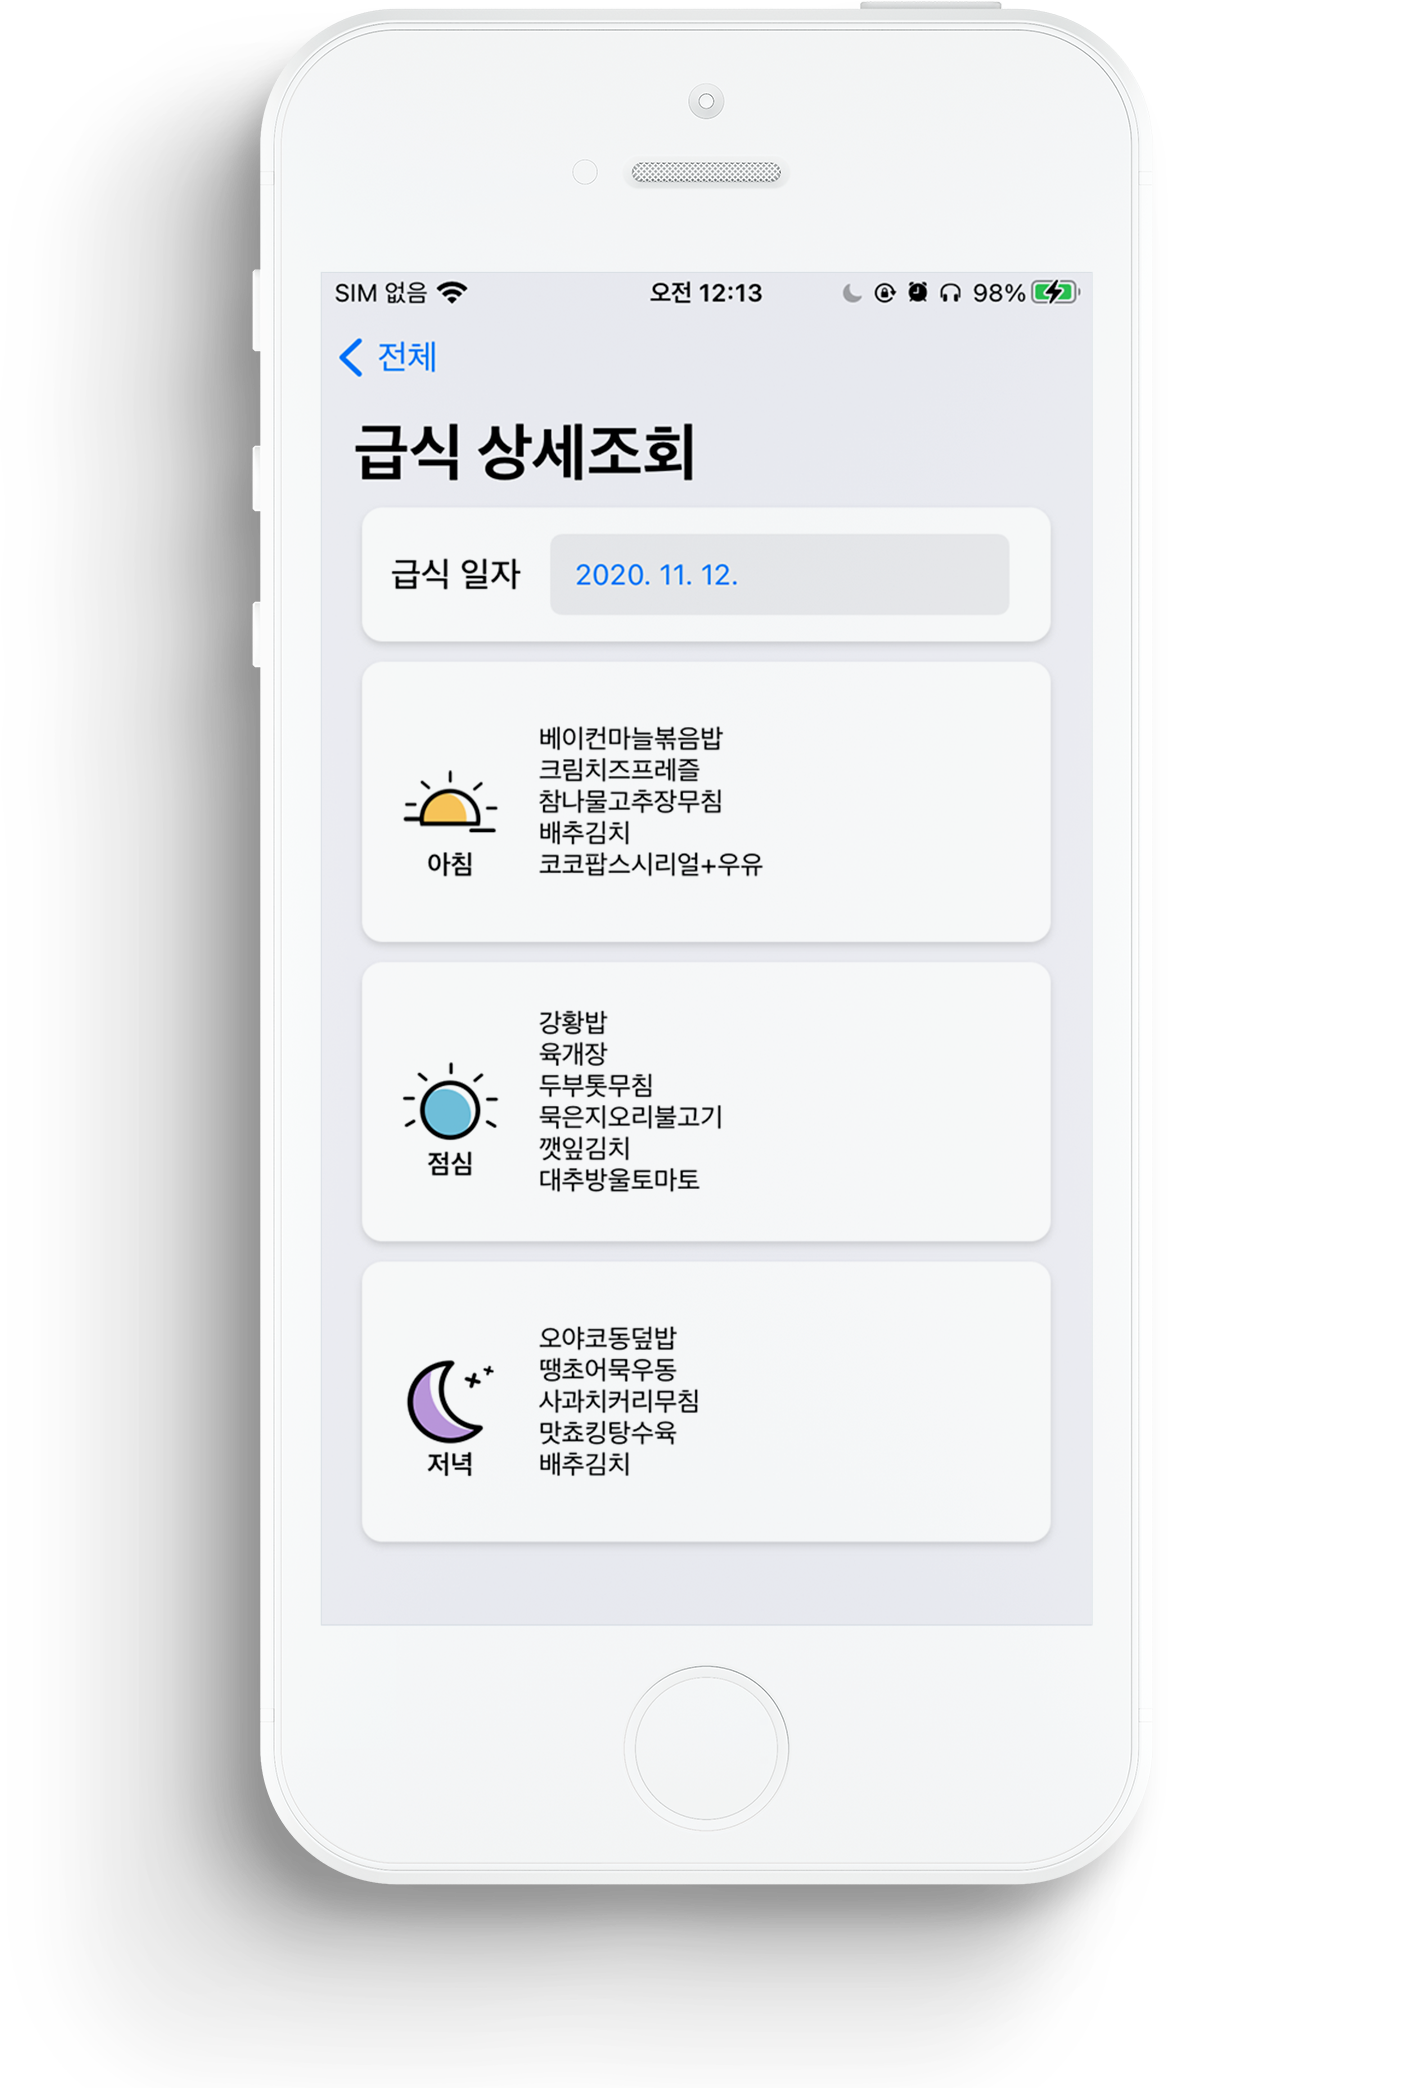 SIM 없음 오전 12:13 98%
전체
급식 상세조회
급식 일자 2020. 11. 12.
베이컨마늘볶음밥
크림치즈프레즐
참나물고추장무침
배추김치
코코팝스시리얼+우유
아침
강황밥
육개장
두부톳무침
묵은지오리불고기
깻잎김치
대추방울토마토
점심
오야코동덮밥
땡초어묵우동
사과치커리무침
맛쵸킹탕수육
배추김치
저녁